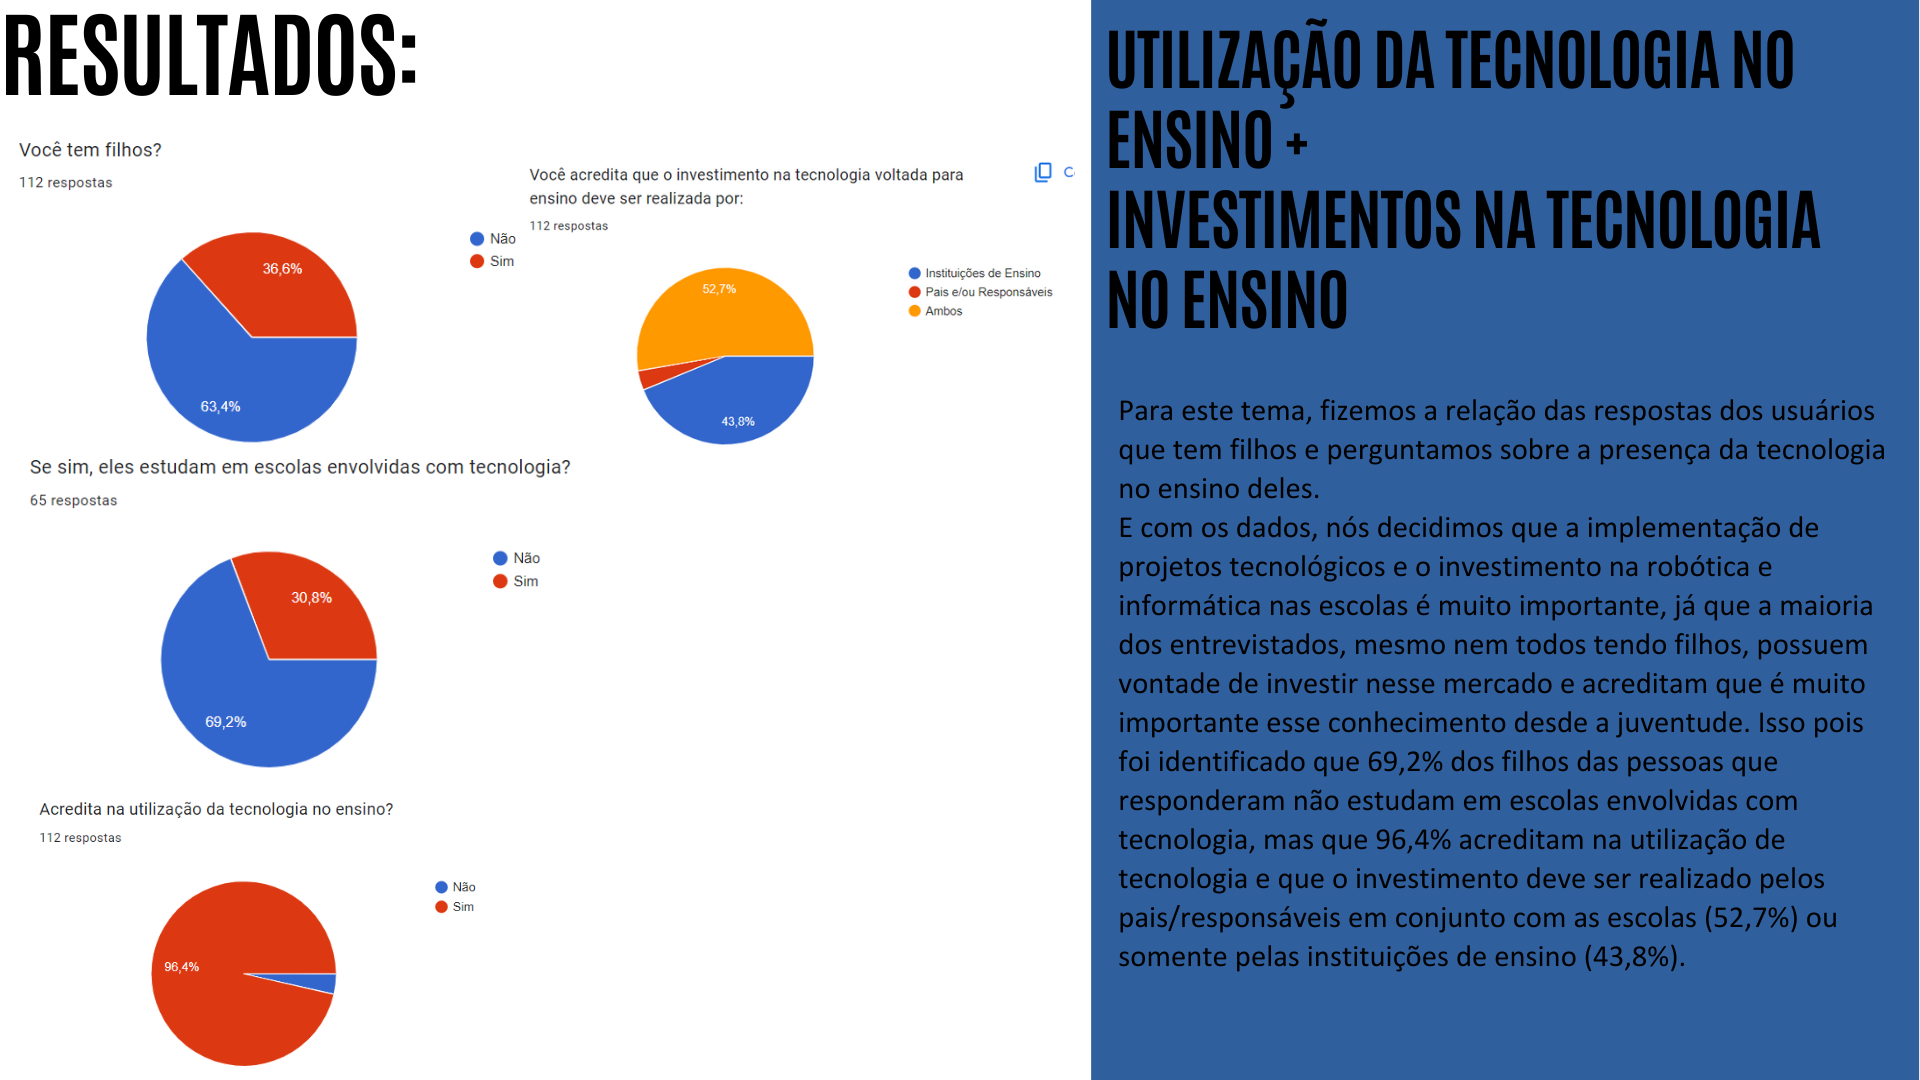 RESULTADOS:
Você tem filhos?
112 respostas
Não
Sim
36,6%
63,4%
Você acredita que o investimento na tecnologia voltada para
ensino deve ser realizada por:
112 respostas
Instituições de Ensino
Pais e/ou Responsáveis
Ambos
52,7%
43,8%
Se sim, eles estudam em escolas envolvidas com tecnologia?
65 respostas
Não
Sim
30,8%
69,2%
Acredita na utilização da tecnologia no ensino?
112 respostas
Não
Sim
96,4%
UTILIZAÇÃO DA TECNOLOGIA NO
ENSINO +
INVESTIMENTOS NA TECNOLOGIA
NO ENSINO
Para este tema, fizemos a relação das respostas dos usuários
que tem filhos e perguntamos sobre a presença da tecnologia
no ensino deles.
E com os dados, nós decidimos que a implementação de
projetos tecnológicos e o investimento na robótica e
informática nas escolas é muito importante, já que a maioria
dos entrevistados, mesmo nem todos tendo filhos, possuem
vontade de investir nesse mercado e acreditam que é muito
importante esse conhecimento desde a juventude. Isso pois
foi identificado que 69,2% dos filhos das pessoas que
responderam não estudam em escolas envolvidas com
tecnologia, mas que 96,4% acreditam na utilização de
tecnologia e que o investimento deve ser realizado pelos
pais/responsáveis em conjunto com as escolas (52,7%) ou
somente pelas instituições de ensino (43,8%).